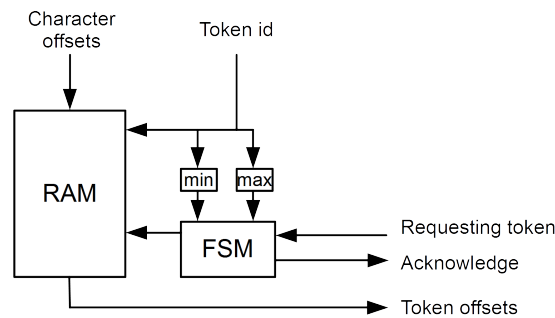 Character
offsets
Token id
min
max
RAM
FSM
Requesting token
Acknowledge
Token offsets